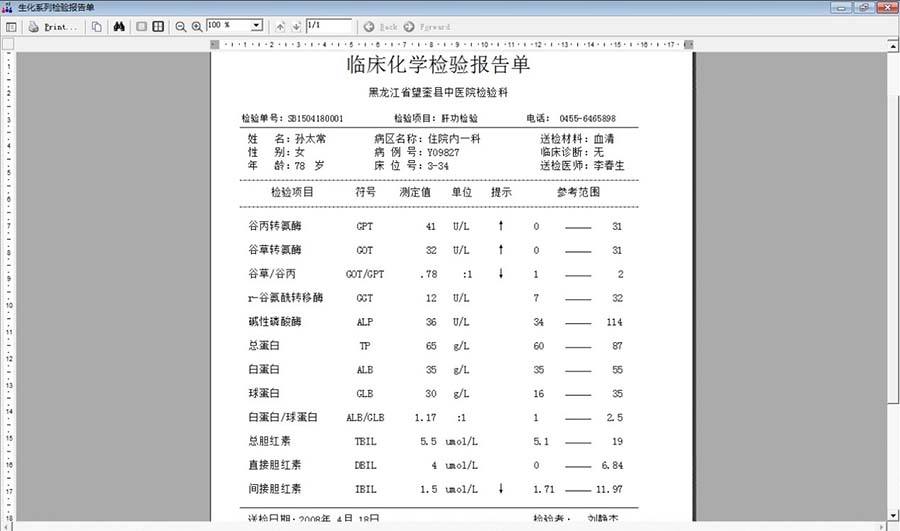 生化系列检验报告单
Print... 100 % 1/1 Back Forward
临床化学检验报告单
黑龙江省望奎县中医院检验科
检验单号: SB1504180001 检验项目: 肝功检验 电话: 0455-6465898
姓 名: 孙太常 病区名称: 住院内一科 送检材料: 血清
性 别: 女 病 例 号: Y09827 临床诊断: 无
年 龄: 78 岁 床 位 号: 3-34 送检医师: 李春生
检验项目 符号 测定值 单位 提示 参考范围
谷丙转氨酶 GPT 41 U/L ↑ 0 —— 31
谷草转氨酶 GOT 32 U/L ↑ 0 —— 31
谷草/谷丙 GOT/GPT .78 :1 ↓ 1 —— 2
r-谷氨酰转移酶 GGT 12 U/L 7 —— 32
碱性磷酸酶 ALP 36 U/L 34 —— 114
总蛋白 TP 65 g/L 60 —— 87
白蛋白 ALB 35 g/L 35 —— 55
球蛋白 GLB 30 g/L 16 —— 35
白蛋白/球蛋白 ALB/GLB 1.17 :1 1 —— 2.5
总胆红素 TBIL 5.5 umol/L 5.1 —— 19
直接胆红素 DBIL 4 umol/L 0 —— 6.84
间接胆红素 IBIL 1.5 umol/L ↓ 1.71 —— 11.97
送检日期: 2008年 4月 18日 检验者: 刘静杰